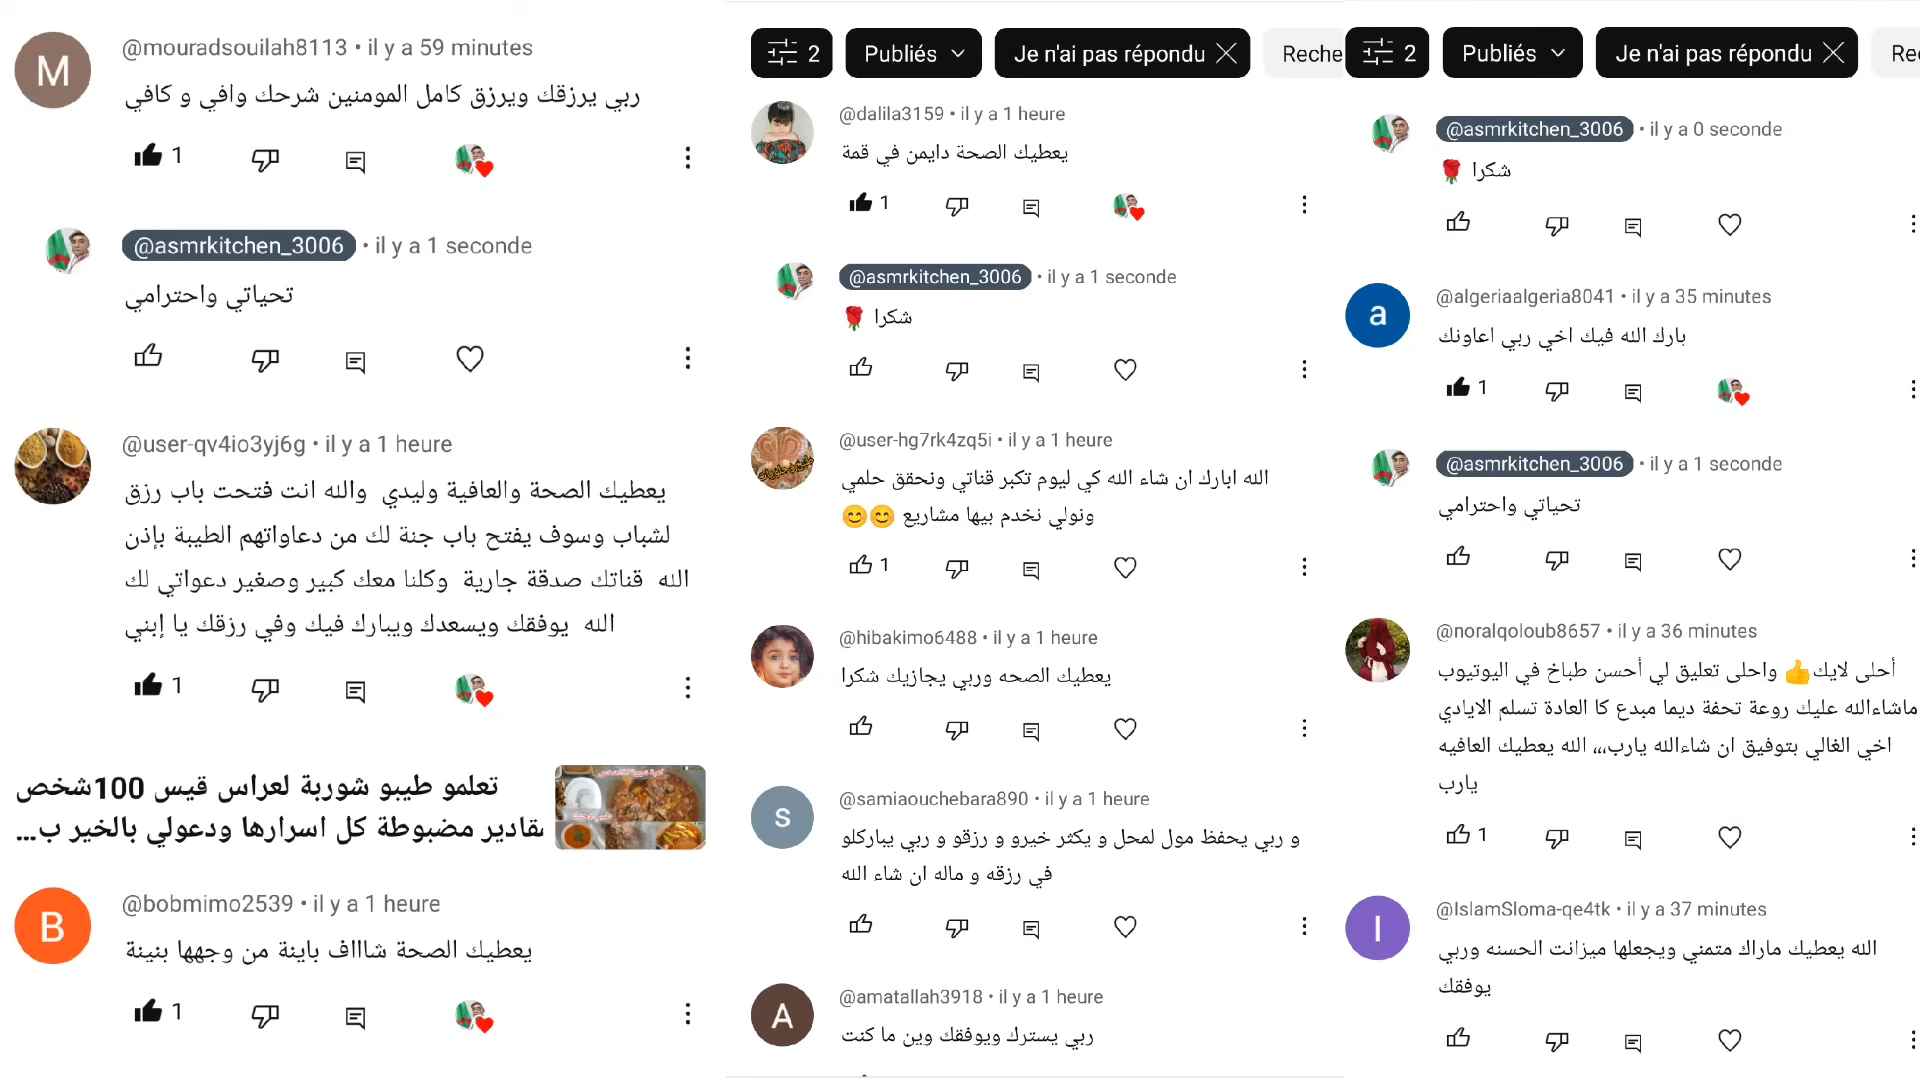 M
@mouradsouilah8113 • il y a 59 minutes
ربي يرزقك ويرزق كامل المومنين شرحك وافي و كافي
1
@asmrkitchen_3006 • il y a 1 seconde
تحياتي واحترامي
@user-qv4io3yj6g • il y a 1 heure
يعطيك الصحة والعافية وليدي والله انت فتحت باب رزق
لشباب وسوف يفتح باب جنة لك من دعاواتهم الطيبة بإذن
الله قناتك صدقة جارية وكلنا معك كبير وصغير دعواتي لك
الله يوفقك ويسعدك ويبارك فيك وفي رزقك يا إبني
1
تعلمو طيبو شوربة لعراس قيس 100شخص
بقادير مضبوطة كل اسرارها ودعولي بالخير ب...
B
@bobmimo2539 • il y a 1 heure
يعطيك الصحة شاااف باينة من وجهها بنينة
1
2
Publiés
Je n'ai pas répondu
Reche
@dalila3159 • il y a 1 heure
يعطيك الصحة دايمن في قمة
1
@asmrkitchen_3006 • il y a 1 seconde
شكرا 🌹
@user-hg7rk4zq5i • il y a 1 heure
الله ابارك ان شاء الله كي ليوم تكبر قناتي ونحقق حلمي
ونولي نخدم بيها مشاريع 😊😊
1
@hibakimo6488 • il y a 1 heure
يعطيك الصحه وربي يجازيك شكرا
s
@samiaouchebara890 • il y a 1 heure
و ربي يحفظ مول لمحل و يكثر خيرو و رزقو و ربي يباركلو
في رزقه و ماله ان شاء الله
A
@amatallah3918 • il y a 1 heure
ربي يسترك ويوفقك وين ما كنت
2
Publiés
Je n'ai pas répondu
Rec
@asmrkitchen_3006 • il y a 0 seconde
شكرا 🌹
a
@algeriaalgeria8041 • il y a 35 minutes
بارك الله فيك اخي ربي اعاونك
1
@asmrkitchen_3006 • il y a 1 seconde
تحياتي واحترامي
@noralqoloub8657 • il y a 36 minutes
أحلى لايك👍 واحلى تعليق لي أحسن طباخ في اليوتيوب
ماشاءالله عليك روعة تحفة ديما مبدع كا العادة تسلم الايادي
اخي الغالي بتوفيق ان شاءالله يارب،،، الله يعطيك العافيه
يارب
1
I
@IslamSloma-qe4tk • il y a 37 minutes
الله يعطيك ماراك متمني ويجعلها ميزانت الحسنه وربي
يوفقك